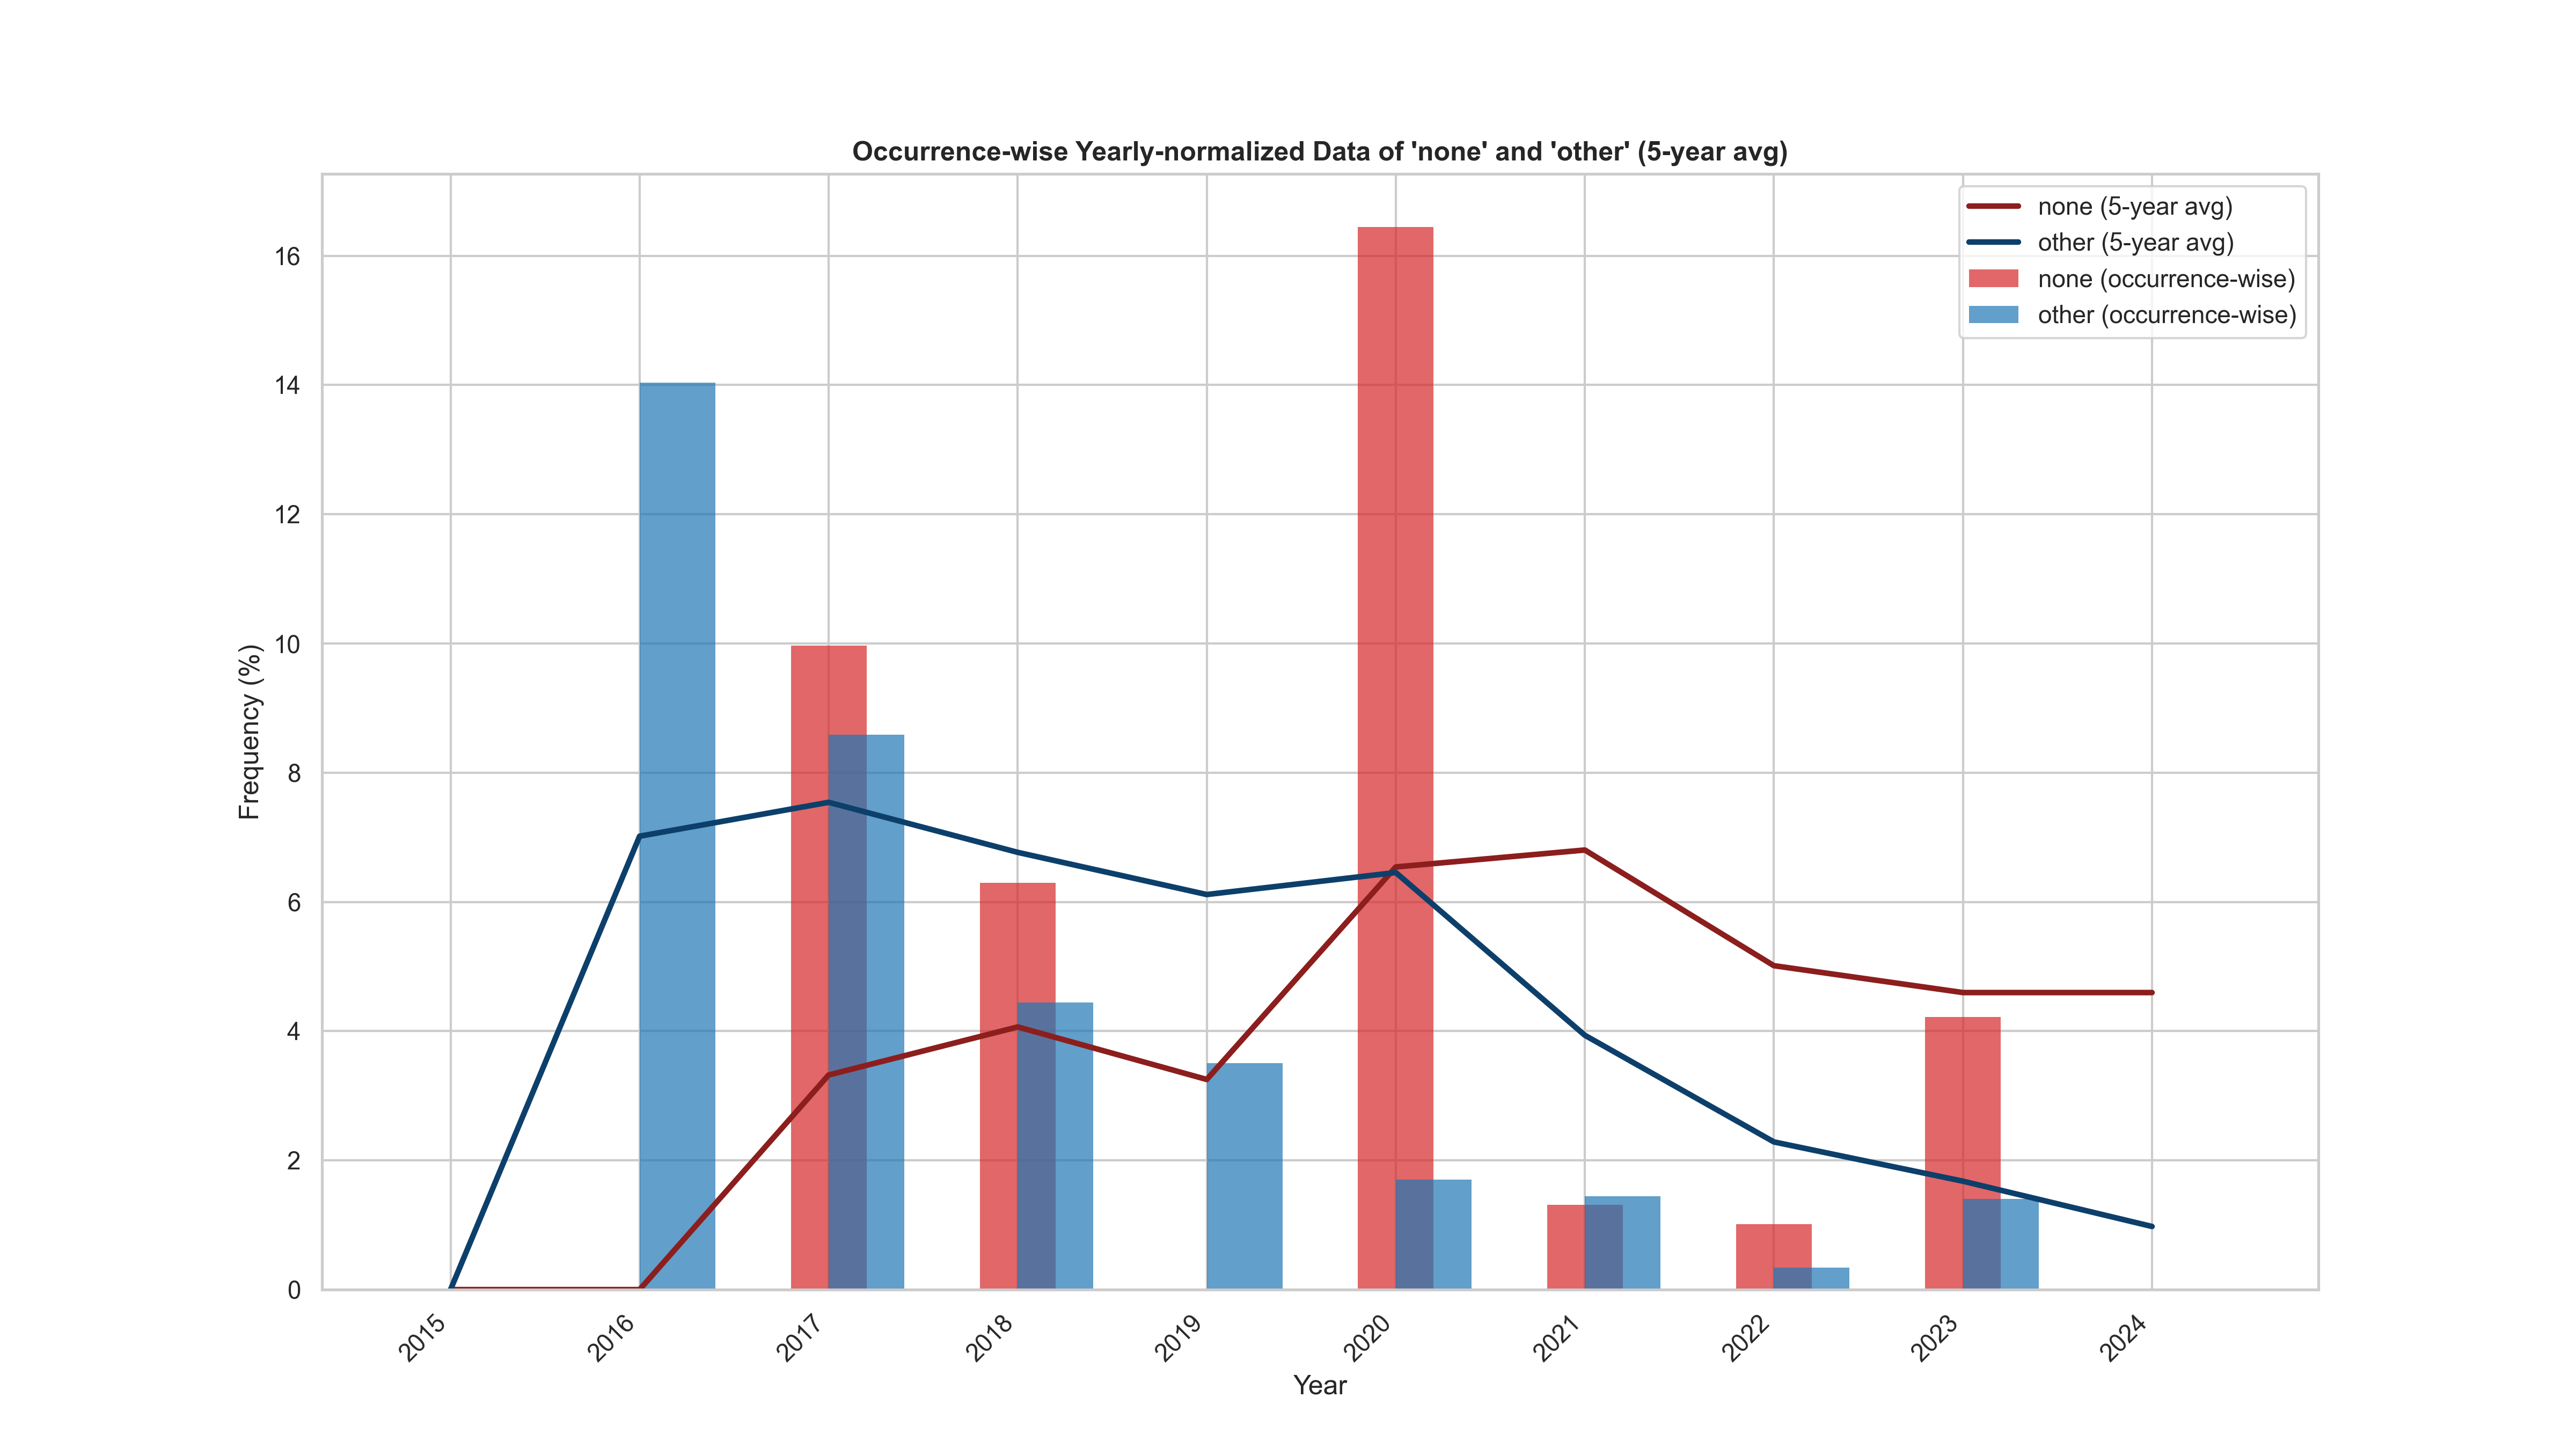 Occurrence-wise Yearly-normalized Data of 'none' and 'other' (5-year avg)
none (5-year avg)
other (5-year avg)
none (occurrence-wise)
other (occurrence-wise)
16
14
12
10
8
6
4
2
0
Frequency (%)
2015
2016
2017
2018
2019
2020
2021
2022
2023
2024
Year